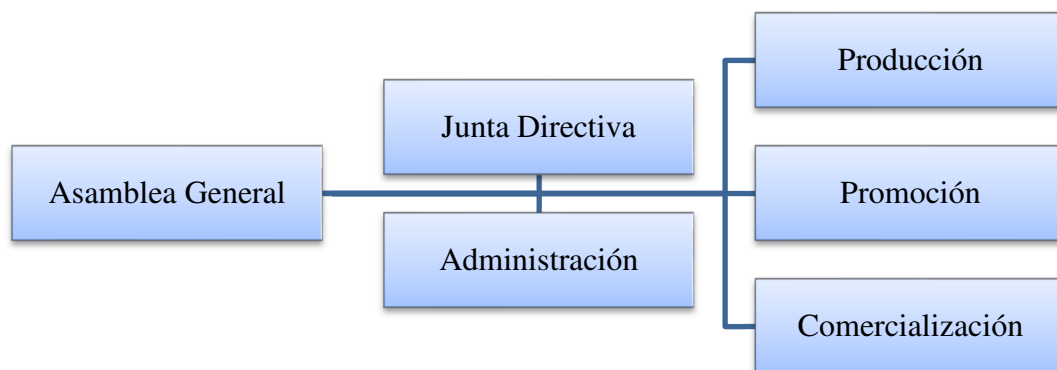 Asamblea General
Junta Directiva
Administración
Producción
Promoción
Comercialización